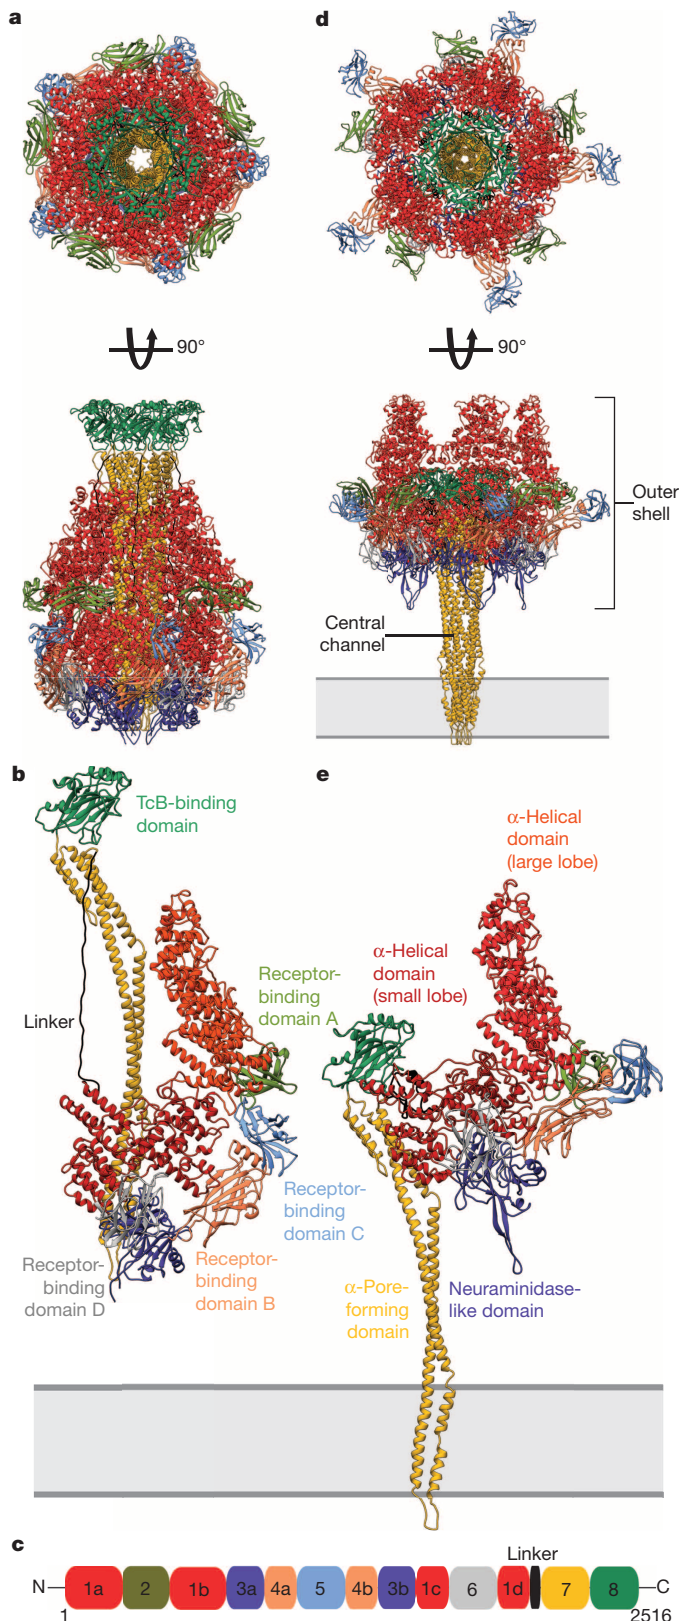 a
d
90°
90°
Outer
shell
Central
channel
b
e
TcB-binding
domain
α-Helical
domain
(large lobe)
α-Helical
domain
(small lobe)
Receptor-
binding
domain A
Linker
Receptor-
binding
domain C
Receptor-
binding
domain D
Receptor-
binding
domain B
α-Pore-
forming
domain
Neuraminidase-
like domain
c
Linker
N 1a 2 1b 3a 4a 5 4b 3b 1c 6 1d 7 8 C
1 2516